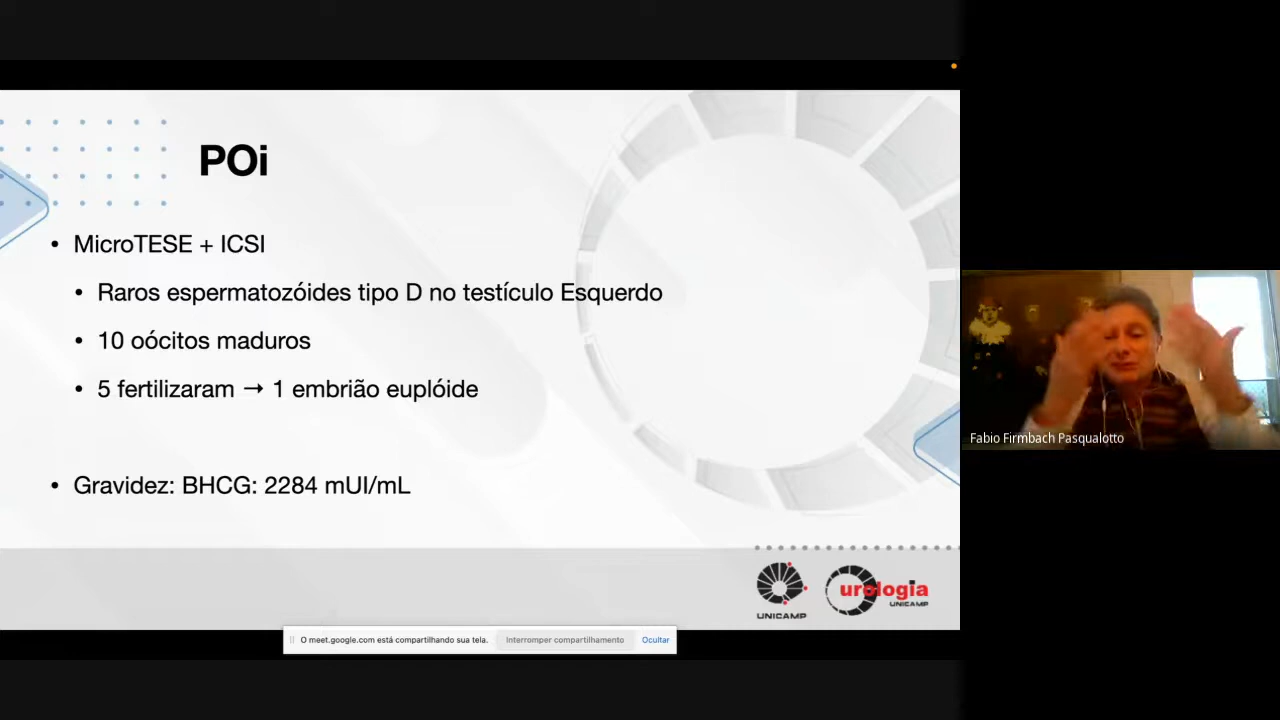 POi
• MicroTESE + ICSI
• Raros espermatozóides tipo D no testículo Esquerdo
• 10 oócitos maduros
• 5 fertilizaram → 1 embrião euplóide
• Gravidez: BHCG: 2284 mUI/mL
Fabio Firmbach Pasqualotto
UNICAMP
urologia
UNICAMP
O meet.google.com está compartilhando sua tela.
Interromper compartilhamento
Ocultar